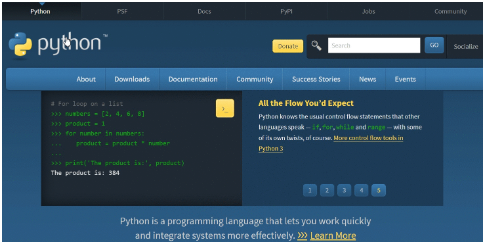 Python PSF Docs PyPI Jobs Community
python™
Donate Search GO Socialize
About Downloads Documentation Community Success Stories News Events
# For loop on a list
>>> numbers = [2, 4, 6, 8]
>>> product = 1
>>> for number in numbers:
...    product = product * number
...
>>> print('The product is:', product)
The product is: 384
>_
All the Flow You'd Expect
Python knows the usual control flow statements that other
languages speak — if, for, while and range — with some
of its own twists, of course. More control flow tools in
Python 3
1 2 3 4 5
Python is a programming language that lets you work quickly
and integrate systems more effectively. >>> Learn More